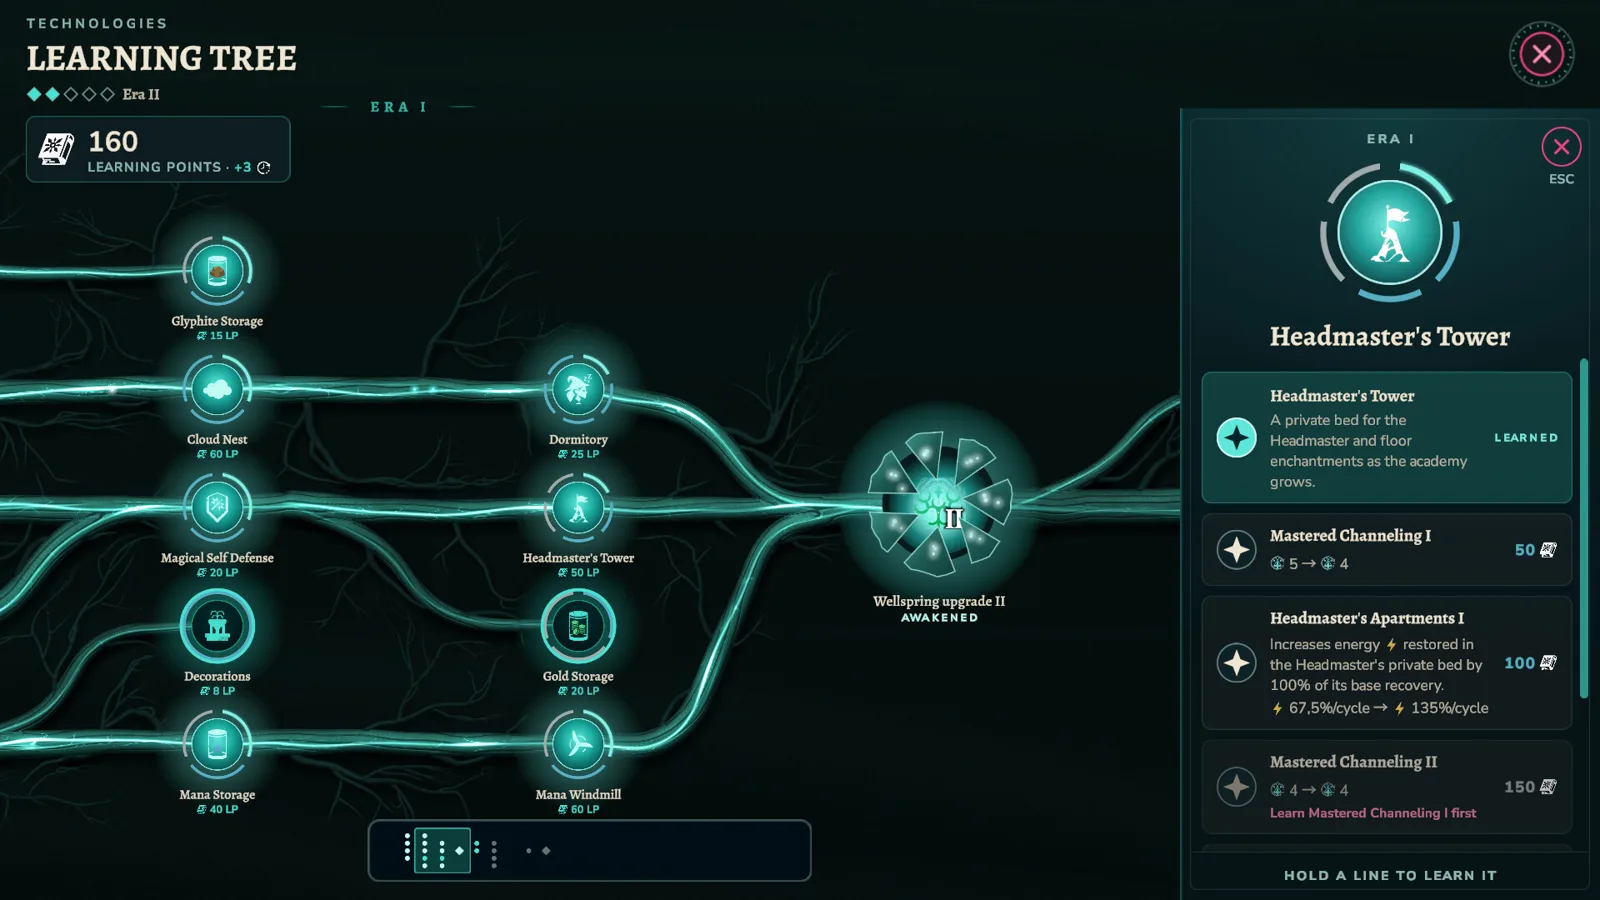 TECHNOLOGIES
LEARNING TREE
Era II
ERA I
160
LEARNING POINTS · +3
Glyphite Storage
15 LP
Cloud Nest
60 LP
Dormitory
25 LP
Magical Self Defense
20 LP
Headmaster's Tower
50 LP
II
Wellspring upgrade II
AWAKENED
Decorations
8 LP
Gold Storage
20 LP
Mana Storage
40 LP
Mana Windmill
60 LP
ERA I
ESC
Headmaster's Tower
Headmaster's Tower
A private bed for the
Headmaster and floor
enchantments as the academy
grows.
LEARNED
Mastered Channeling I
5 → 4
50
Headmaster's Apartments I
Increases energy restored in
the Headmaster's private bed by
100% of its base recovery.
67,5%/cycle → 135%/cycle
100
Mastered Channeling II
4 → 4
Learn Mastered Channeling I first
150
HOLD A LINE TO LEARN IT